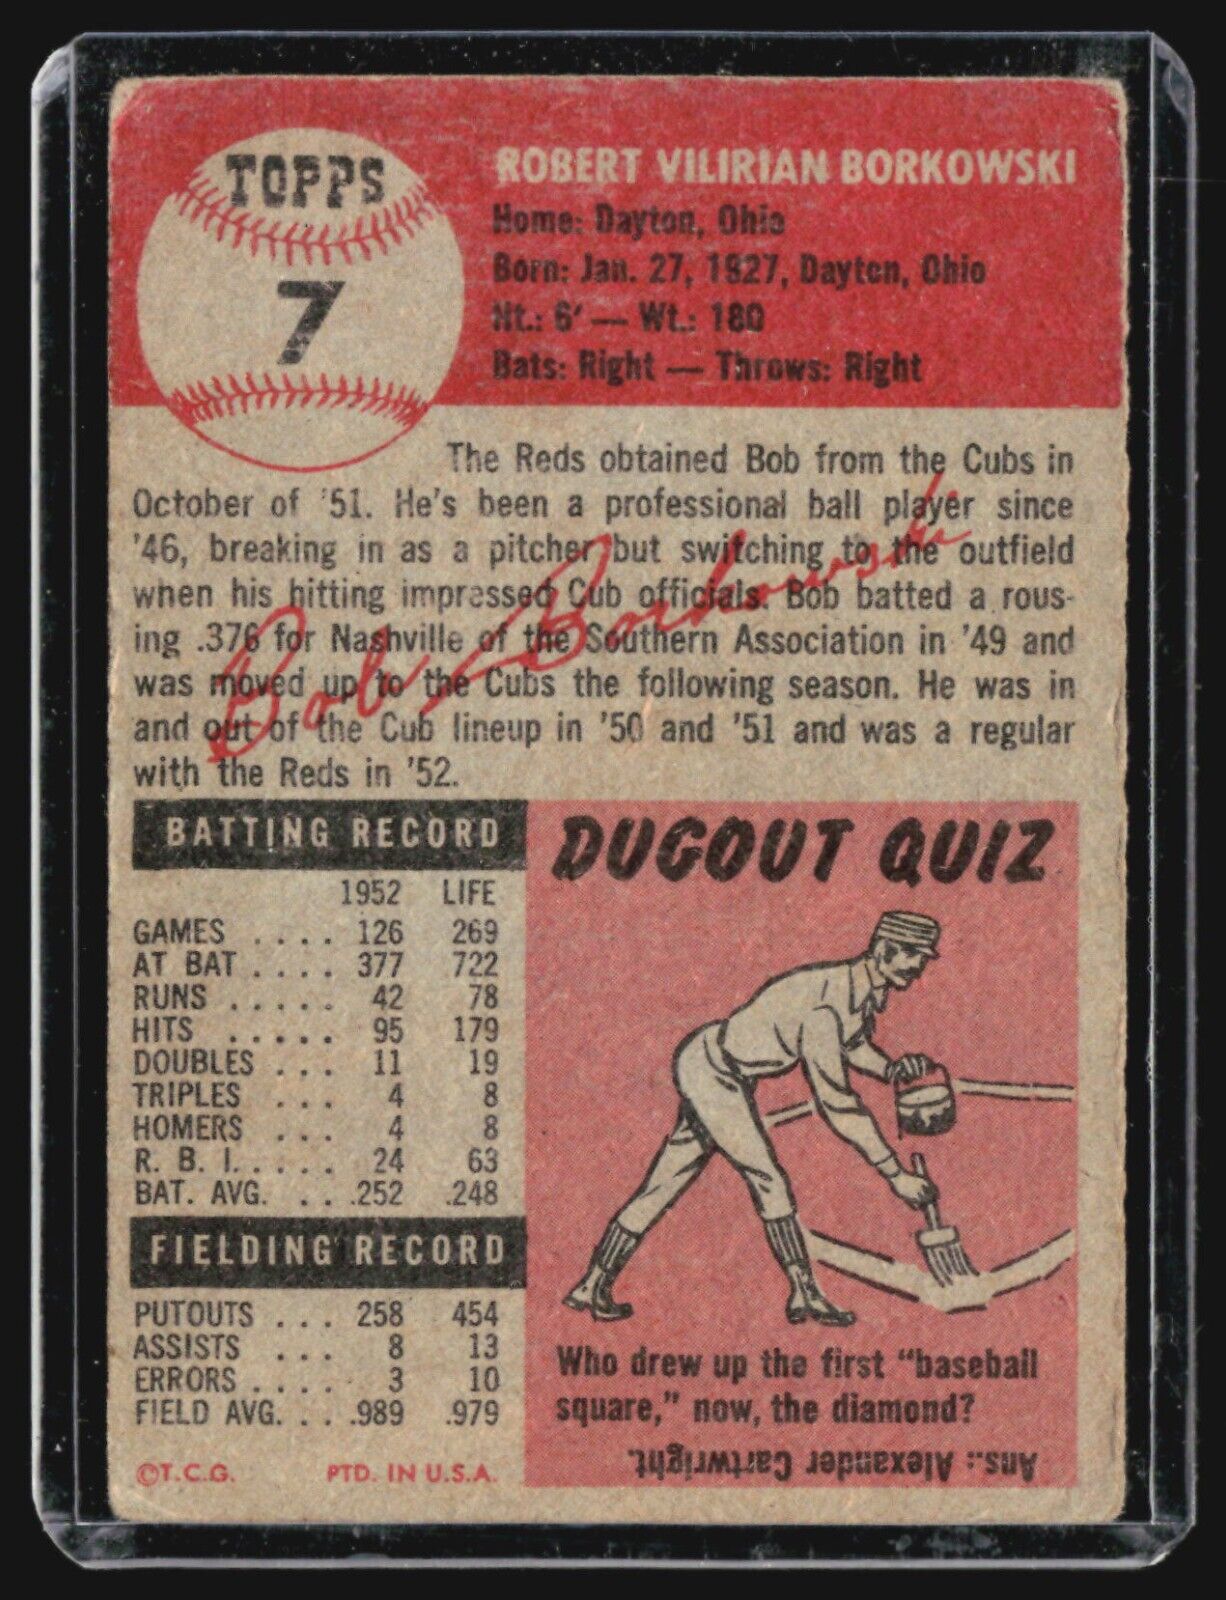 TOPPS
7
ROBERT VILIRIAN BORKOWSKI
Home: Dayton, Ohio
Born: Jan. 27, 1927, Dayton, Ohio
Ht.: 6' — Wt.: 180
Bats: Right — Throws: Right
The Reds obtained Bob from the Cubs in
October of '51. He's been a professional ball player since
'46, breaking in as a pitcher but switching to the outfield
when his hitting impressed Cub officials. Bob batted a rous-
ing .376 for Nashville of the Southern Association in '49 and
was moved up to the Cubs the following season. He was in
and out of the Cub lineup in '50 and '51 and was a regular
with the Reds in '52.
Bob Borkowski
BATTING RECORD
1952 LIFE
GAMES . . . . 126 269
AT BAT . . . . 377 722
RUNS . . . . . 42 78
HITS . . . . . 95 179
DOUBLES . . . 11 19
TRIPLES . . . 4 8
HOMERS . . . 4 8
R. B. I. . . . . 24 63
BAT. AVG. . . . .252 .248
FIELDING RECORD
PUTOUTS . . . 258 454
ASSISTS . . . 8 13
ERRORS . . . . 3 10
FIELD AVG. . . .989 .979
©T.C.G. PTD. IN U.S.A.
DUGOUT QUIZ
Who drew up the first "baseball
square," now, the diamond?
Ans.: Alexander Cartwright.